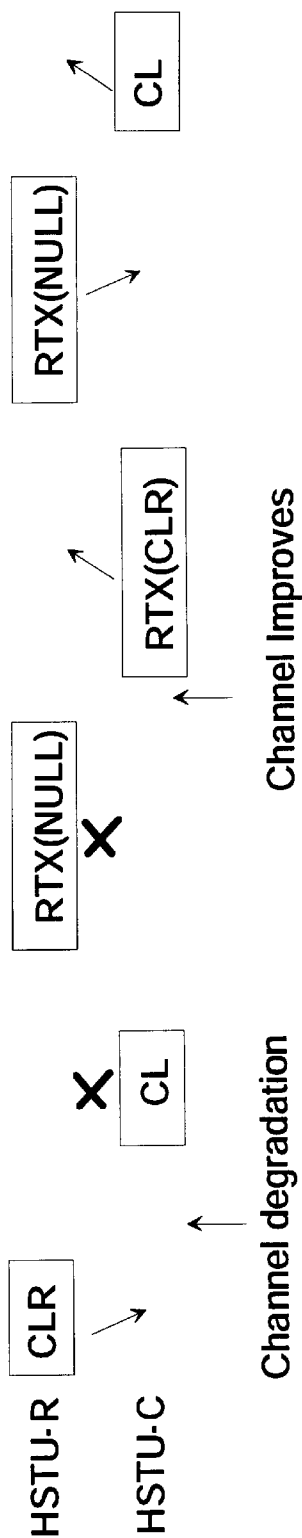 HSTU-R
CLR
RTX(NULL)
RTX(NULL)
HSTU-C
X
CL
X
RTX(CLR)
CL
Channel degradation
Channel Improves